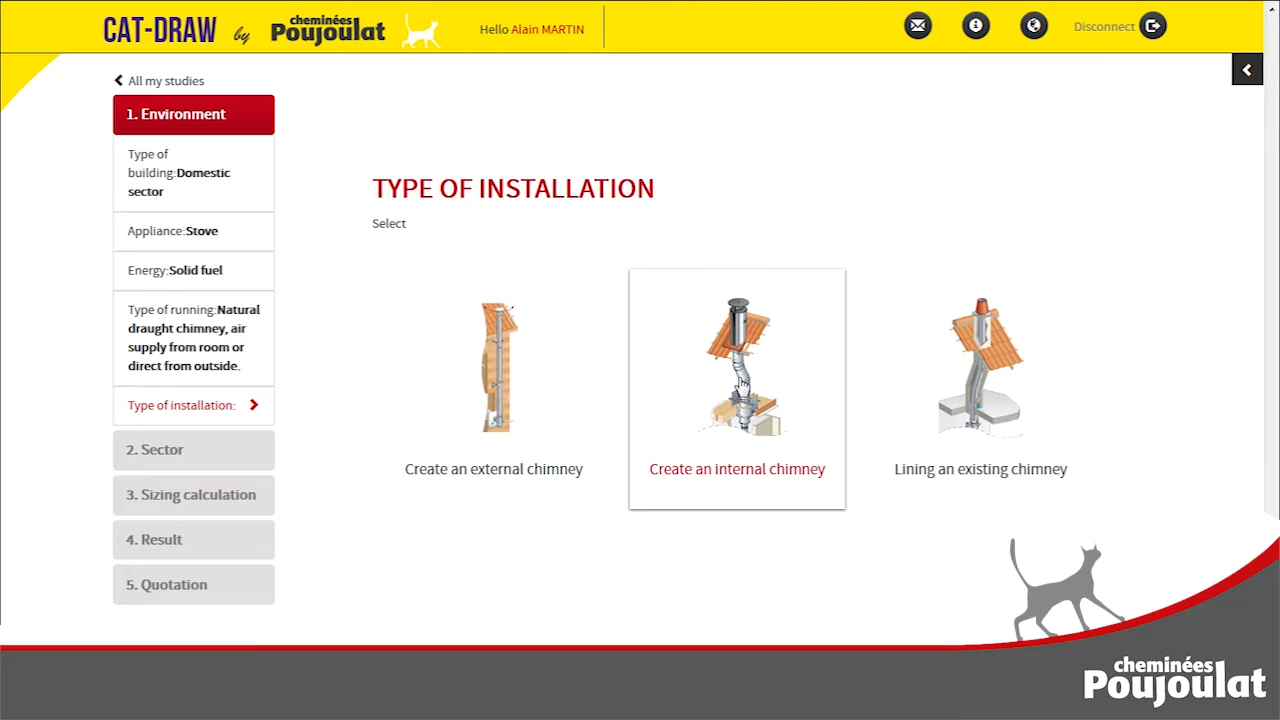 CAT-DRAW by cheminées Poujoulat
Hello Alain MARTIN
Disconnect
All my studies
1. Environment
Type of
building:Domestic
sector
Appliance:Stove
Energy:Solid fuel
Type of running:Natural
draught chimney, air
supply from room or
direct from outside.
Type of installation:
2. Sector
3. Sizing calculation
4. Result
5. Quotation
TYPE OF INSTALLATION
Select
Create an external chimney
Create an internal chimney
Lining an existing chimney
cheminées
Poujoulat